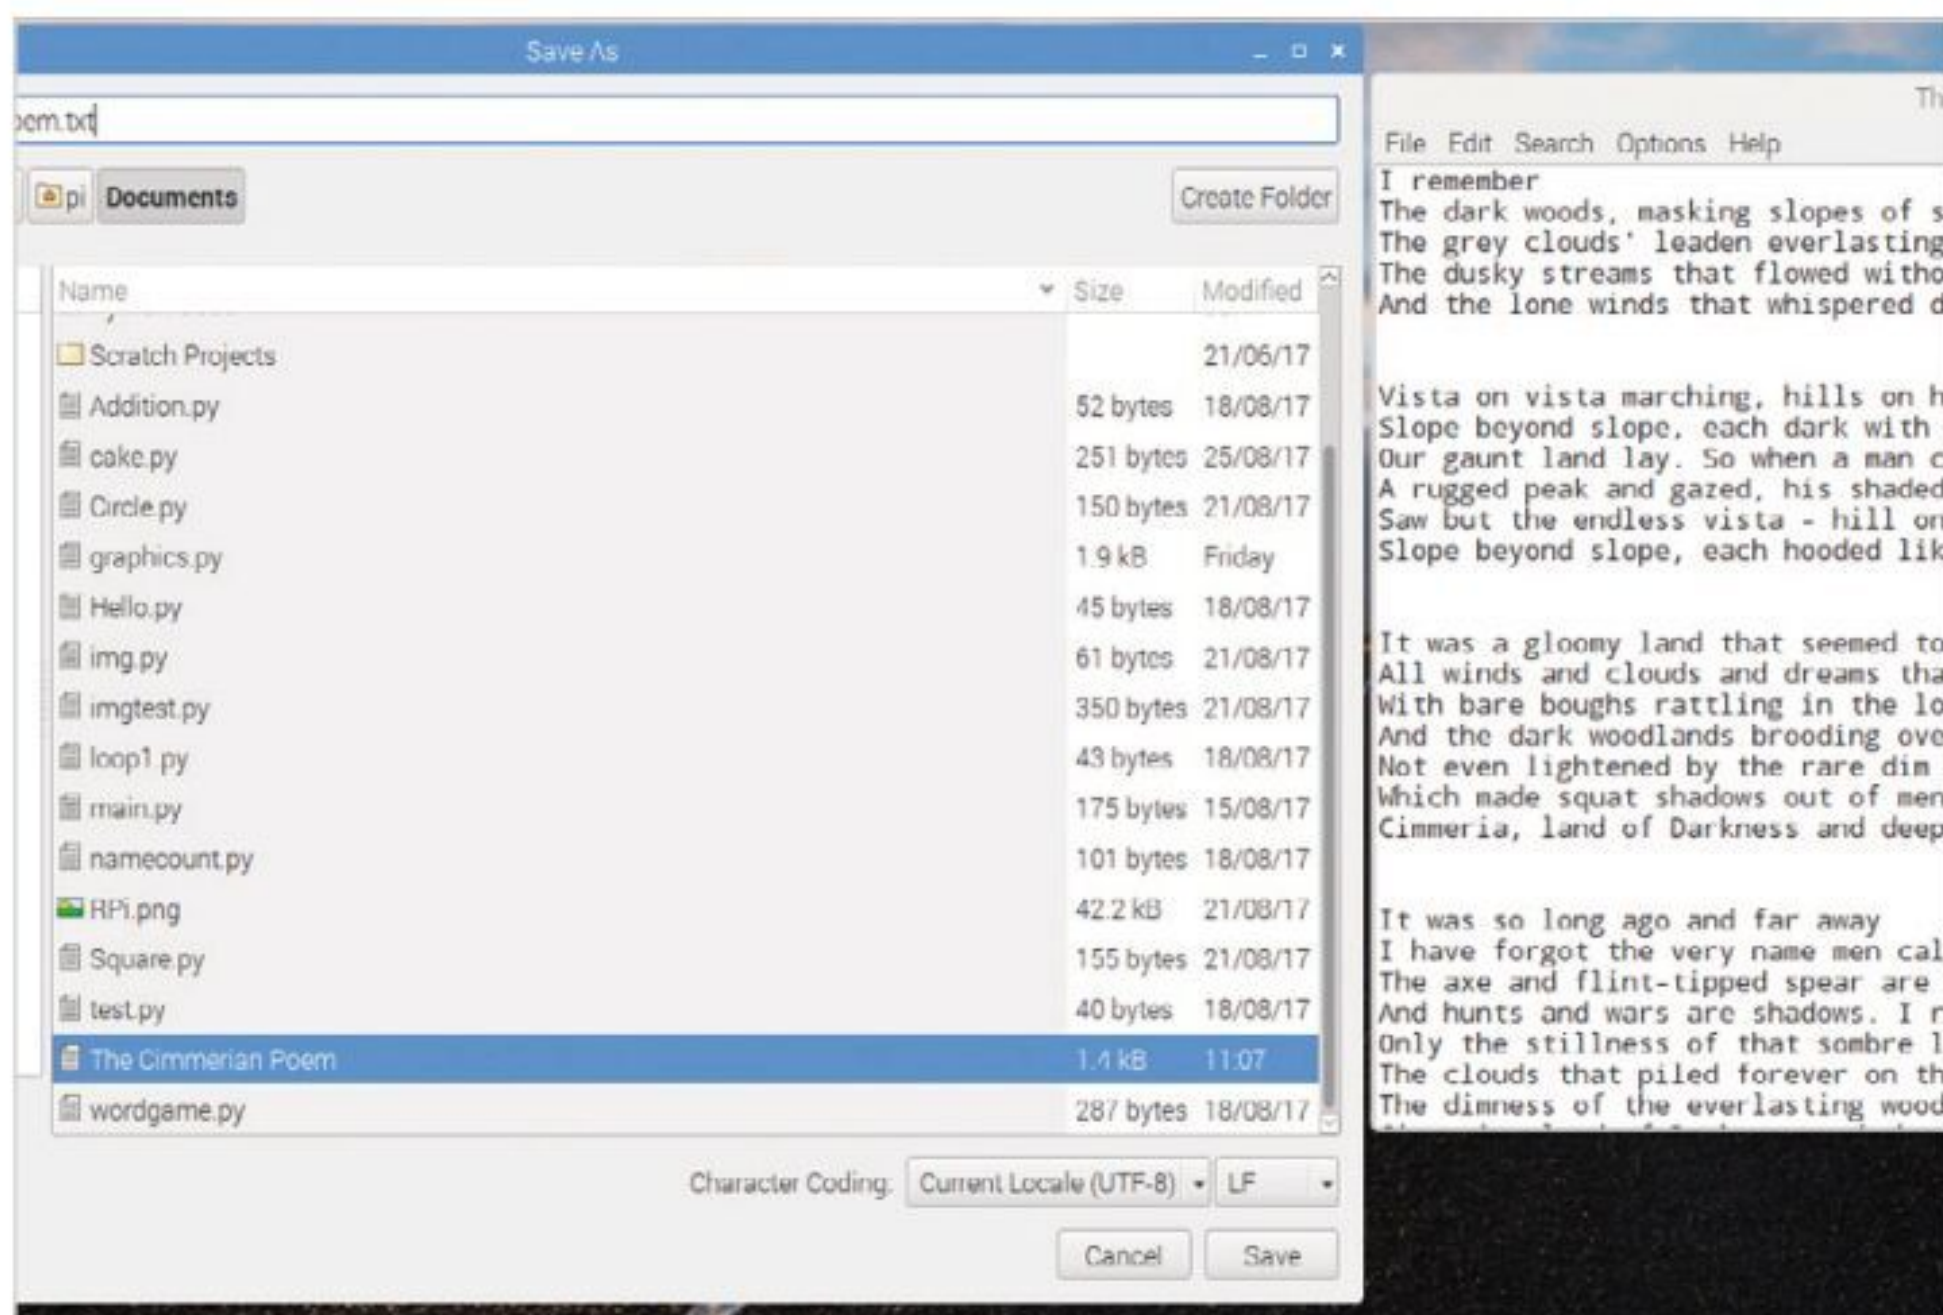 Save As
oem.txt
pi Documents
Create Folder
Name Size Modified
Scratch Projects 21/06/17
Addition.py 52 bytes 18/08/17
cake.py 251 bytes 25/08/17
Circle.py 150 bytes 21/08/17
graphics.py 1.9 kB Friday
Hello.py 45 bytes 18/08/17
img.py 61 bytes 21/08/17
imgtest.py 350 bytes 21/08/17
loop1.py 43 bytes 18/08/17
main.py 175 bytes 15/08/17
namecount.py 101 bytes 18/08/17
RPi.png 42.2 kB 21/08/17
Square.py 155 bytes 21/08/17
test.py 40 bytes 18/08/17
The Cimmerian Poem 1.4 kB 11:07
wordgame.py 287 bytes 18/08/17
Character Coding: Current Locale (UTF-8) LF
Cancel Save
Th
File Edit Search Options Help
I remember
The dark woods, masking slopes of s
The grey clouds' leaden everlasting
The dusky streams that flowed witho
And the lone winds that whispered d
Vista on vista marching, hills on h
Slope beyond slope, each dark with
Our gaunt land lay. So when a man c
A rugged peak and gazed, his shaded
Saw but the endless vista - hill on
Slope beyond slope, each hooded lik
It was a gloomy land that seemed to
All winds and clouds and dreams tha
With bare boughs rattling in the lo
And the dark woodlands brooding ove
Not even lightened by the rare dim
Which made squat shadows out of men
Cimmeria, land of Darkness and deep
It was so long ago and far away
I have forgot the very name men cal
The axe and flint-tipped spear are
And hunts and wars are shadows. I r
Only the stillness of that sombre l
The clouds that piled forever on th
The dimness of the everlasting wood